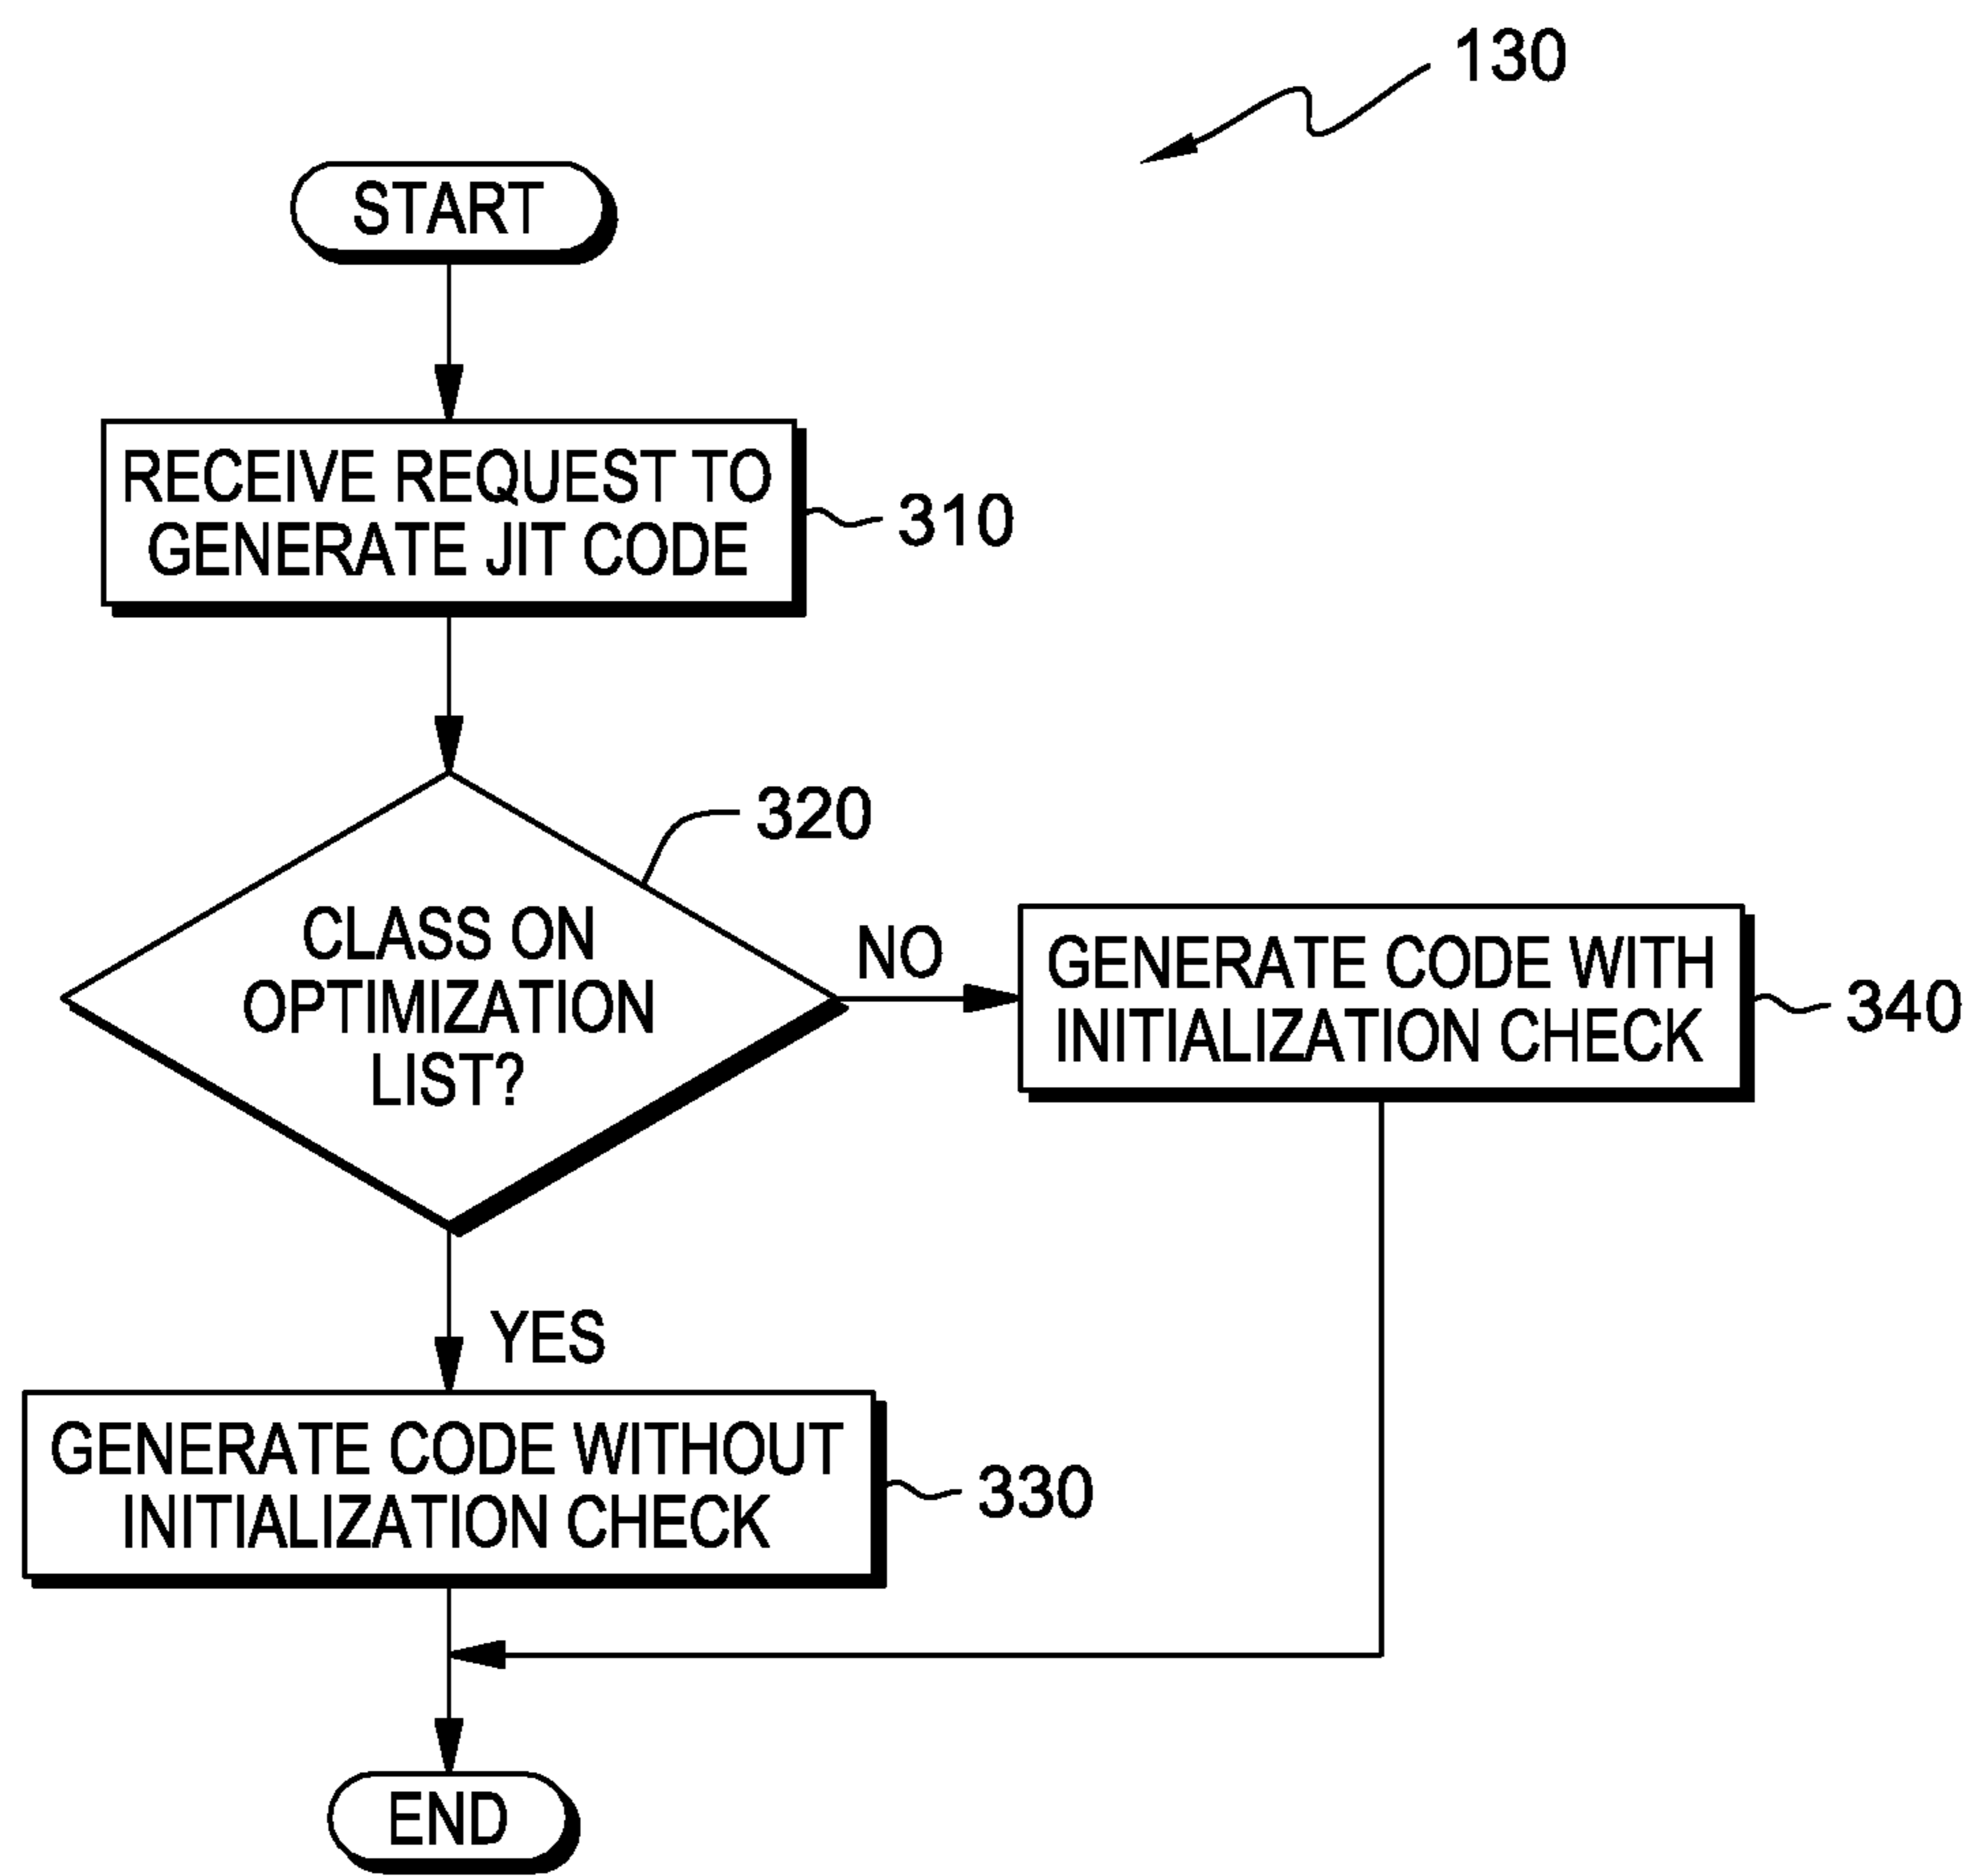 130
START
RECEIVE REQUEST TO
GENERATE JIT CODE
310
320
CLASS ON
OPTIMIZATION
LIST?
NO
GENERATE CODE WITH
INITIALIZATION CHECK
340
YES
GENERATE CODE WITHOUT
INITIALIZATION CHECK
330
END